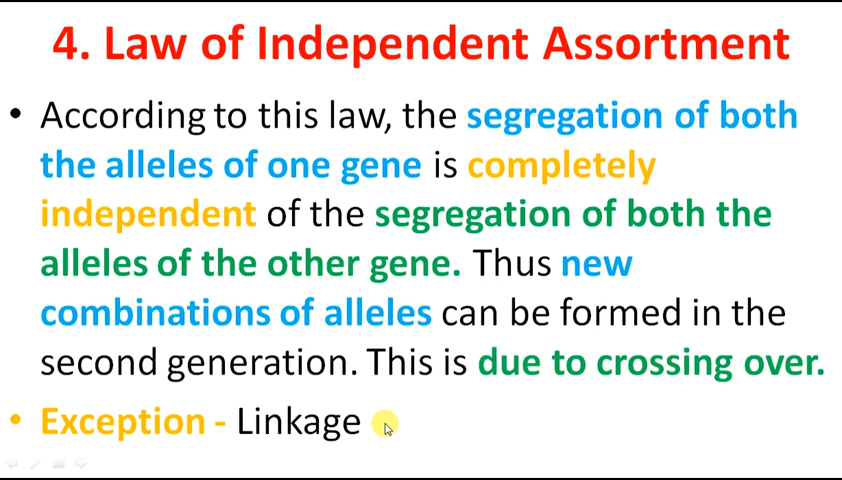 4. Law of Independent Assortment
• According to this law, the segregation of both
the alleles of one gene is completely
independent of the segregation of both the
alleles of the other gene. Thus new
combinations of alleles can be formed in the
second generation. This is due to crossing over.
• Exception - Linkage